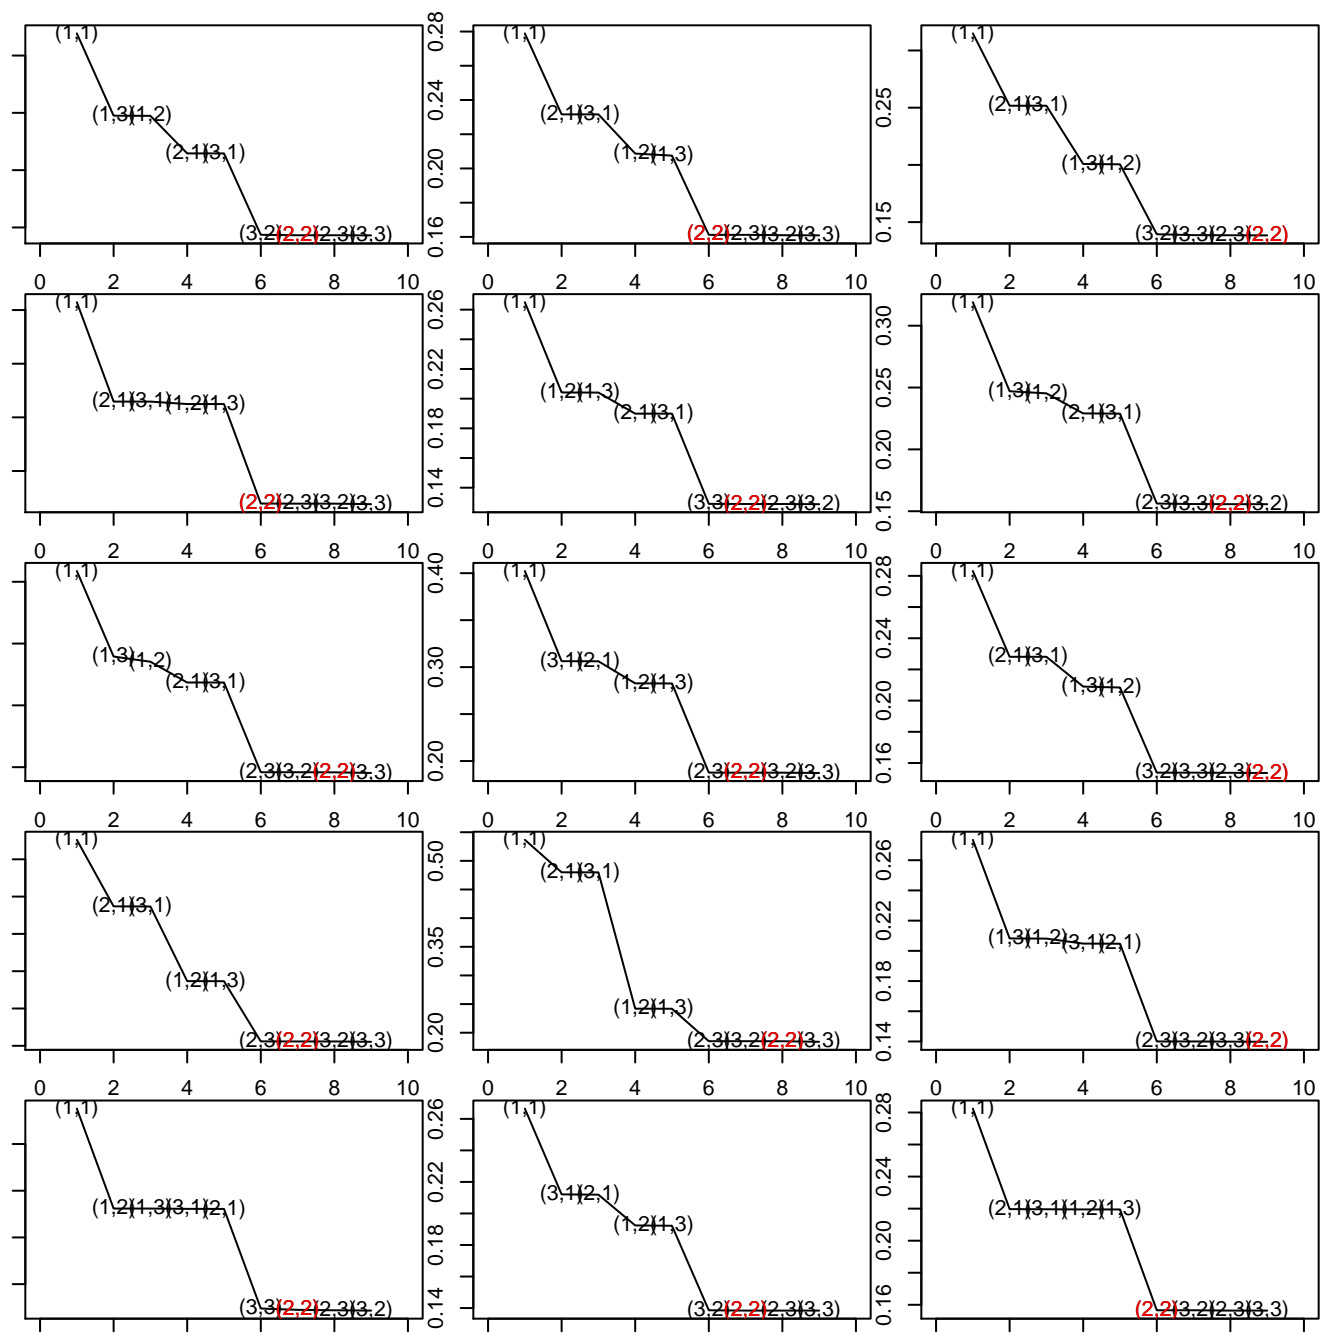 (1,1) (1,3) (1,2) (2,1) (3,1) (3,2) (2,2) (2,3) (3,3)
0.16 0.20 0.24 0.28
(1,1) (2,1) (3,1) (1,2) (1,3) (2,2) (2,3) (3,2) (3,3)
0.15 0.25
(1,1) (2,1) (3,1) (1,3) (1,2) (3,2) (3,3) (2,3) (2,2)
0 2 4 6 8 10
0 2 4 6 8 10
0 2 4 6 8 10
(1,1) (2,1) (3,1) (1,2) (1,3) (2,2) (2,3) (3,2) (3,3)
0.14 0.18 0.22 0.26
(1,1) (1,2) (1,3) (2,1) (3,1) (3,3) (2,2) (2,3) (3,2)
0.15 0.20 0.25 0.30
(1,1) (1,3) (1,2) (2,1) (3,1) (2,3) (3,3) (2,2) (3,2)
0 2 4 6 8 10
0 2 4 6 8 10
0 2 4 6 8 10
(1,1) (1,3) (1,2) (2,1) (3,1) (2,3) (3,2) (2,2) (3,3)
0.20 0.30 0.40
(1,1) (3,1) (2,1) (1,2) (1,3) (2,3) (2,2) (3,2) (3,3)
0.16 0.20 0.24 0.28
(1,1) (2,1) (3,1) (1,3) (1,2) (3,2) (3,3) (2,3) (2,2)
0 2 4 6 8 10
0 2 4 6 8 10
0 2 4 6 8 10
(1,1) (2,1) (3,1) (1,2) (1,3) (2,3) (2,2) (3,2) (3,3)
0.20 0.35 0.50
(1,1) (2,1) (3,1) (1,2) (1,3) (2,3) (3,2) (2,2) (3,3)
0.14 0.18 0.22 0.26
(1,1) (1,3) (1,2) (3,1) (2,1) (2,3) (3,2) (3,3) (2,2)
0 2 4 6 8 10
0 2 4 6 8 10
0 2 4 6 8 10
(1,1) (1,2) (1,3) (3,1) (2,1) (3,3) (2,2) (2,3) (3,2)
0.14 0.18 0.22 0.26
(1,1) (3,1) (2,1) (1,2) (1,3) (3,2) (2,2) (2,3) (3,3)
0.16 0.20 0.24 0.28
(1,1) (2,1) (3,1) (1,2) (1,3) (2,2) (3,2) (2,3) (3,3)